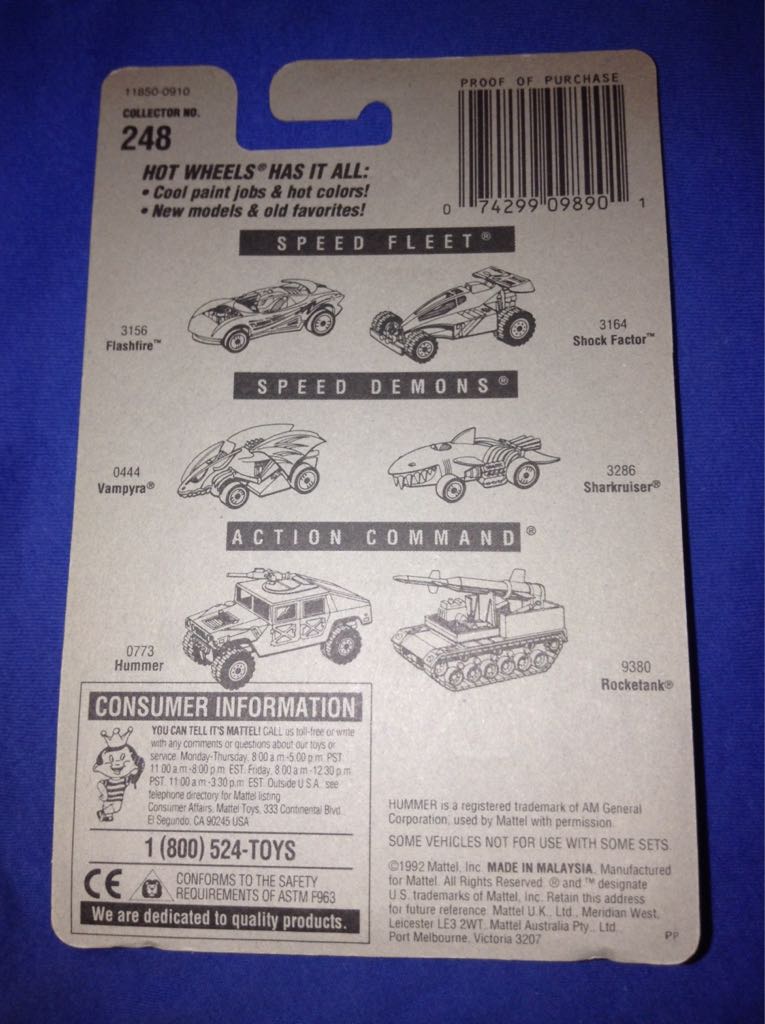 11850-0910
COLLECTOR NO.
248
PROOF OF PURCHASE
0 74299 09890 1
HOT WHEELS® HAS IT ALL:
• Cool paint jobs & hot colors!
• New models & old favorites!
SPEED FLEET®
3156
Flashfire™
3164
Shock Factor™
SPEED DEMONS®
0444
Vampyra®
3286
Sharkruiser®
ACTION COMMAND®
0773
Hummer
9380
Rocketank®
CONSUMER INFORMATION
YOU CAN TELL IT'S MATTEL! CALL us toll-free or write
with any comments or questions about our toys or
service. Monday-Thursday, 8:00 a.m.-5:00 p.m. PST.
11:00 a.m.-8:00 p.m. EST. Friday, 8:00 a.m.-12:30 p.m.
PST. 11:00 a.m.-3:30 p.m. EST. Outside U.S.A. see
telephone directory for Mattel listing.
Consumer Affairs, Mattel Toys, 333 Continental Blvd.,
El Segundo, CA 90245 USA
1 (800) 524-TOYS
CE
CONFORMS TO THE SAFETY
REQUIREMENTS OF ASTM F963
We are dedicated to quality products.
HUMMER is a registered trademark of AM General
Corporation, used by Mattel with permission.
SOME VEHICLES NOT FOR USE WITH SOME SETS.
©1992 Mattel, Inc. MADE IN MALAYSIA. Manufactured
for Mattel. All Rights Reserved. ® and ™ designate
U.S. trademarks of Mattel, Inc. Retain this address
for future reference: Mattel U.K., Ltd., Meridian West,
Leicester LE3 2WT. Mattel Australia Pty., Ltd.,
Port Melbourne, Victoria 3207
PP